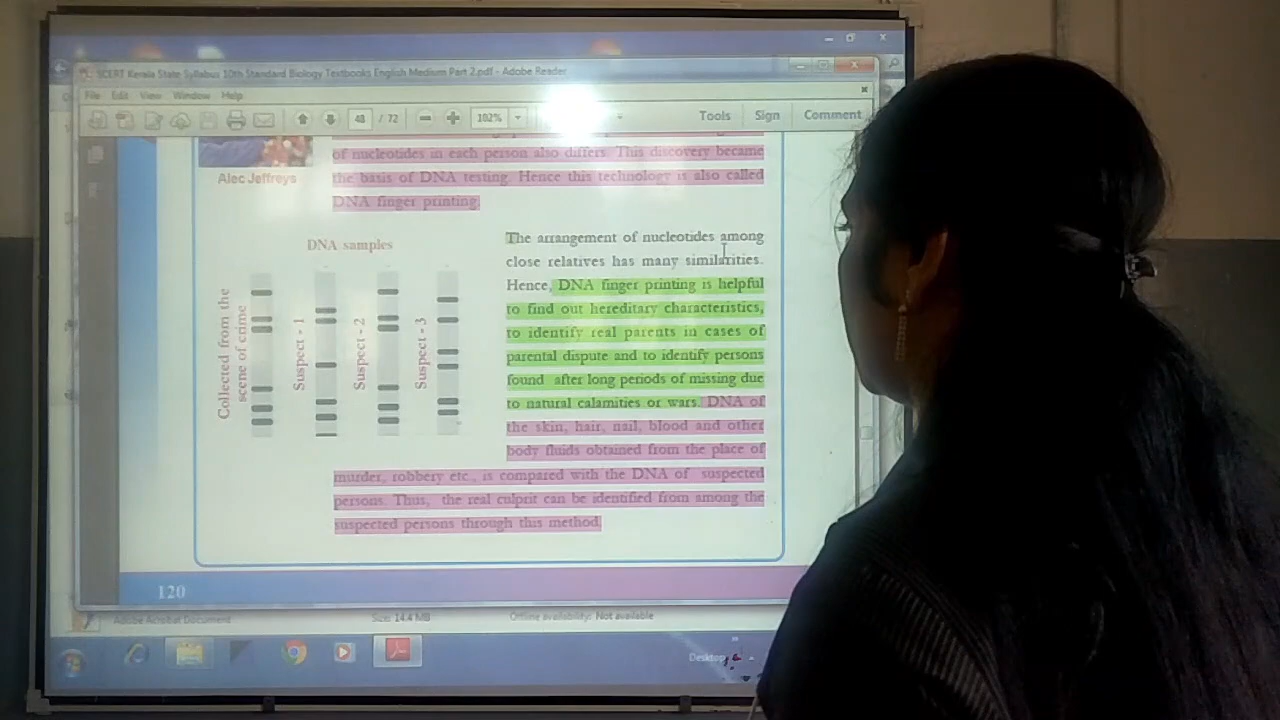 SCERT Kerala State Syllabus 10th Standard Biology Textbooks English Medium Part 2.pdf - Adobe Reader
File Edit View Window Help
48 / 72 102% Tools Sign Comment
of nucleotides in each person also differs. This discovery became
the basis of DNA testing. Hence this technology is also called
DNA finger printing.
Alec Jeffreys
DNA samples
Collected from the
scene of crime
Suspect - 1
Suspect - 2
Suspect - 3
The arrangement of nucleotides among
close relatives has many similarities.
Hence, DNA finger printing is helpful
to find out hereditary characteristics,
to identify real parents in cases of
parental dispute and to identify persons
found after long periods of missing due
to natural calamities or wars. DNA of
the skin, hair, nail, blood and other
body fluids obtained from the place of
murder, robbery etc., is compared with the DNA of suspected
persons. Thus, the real culprit can be identified from among the
suspected persons through this method.
120
Adobe Acrobat Document Size: 14.4 MB Offline availability: Not available
Desktop